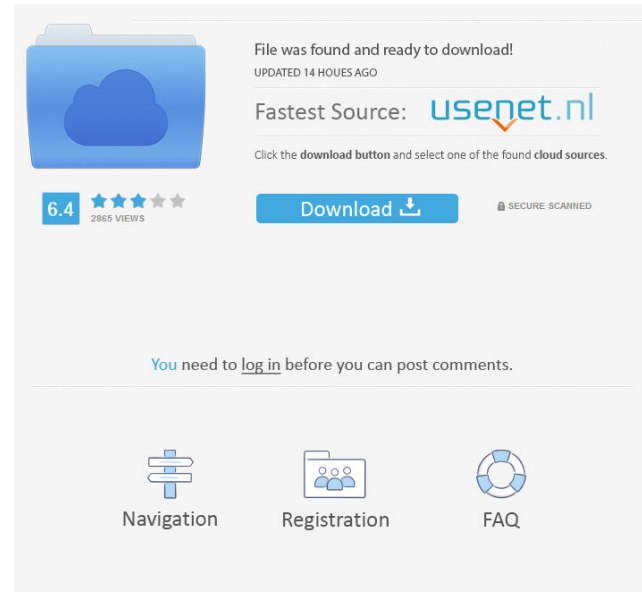 File was found and ready to download!
UPDATED 14 HOUES AGO
Fastest Source: usenet.nl
Click the download button and select one of the found cloud sources.
6.4
2865 VIEWS
Download
SECURE SCANNED
You need to log in before you can post comments.
Navigation
Registration
FAQ